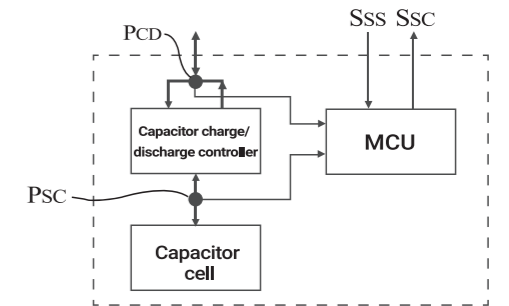 PCD
SSS SSC
Capacitor charge/
discharge controller
MCU
PSC
Capacitor
cell